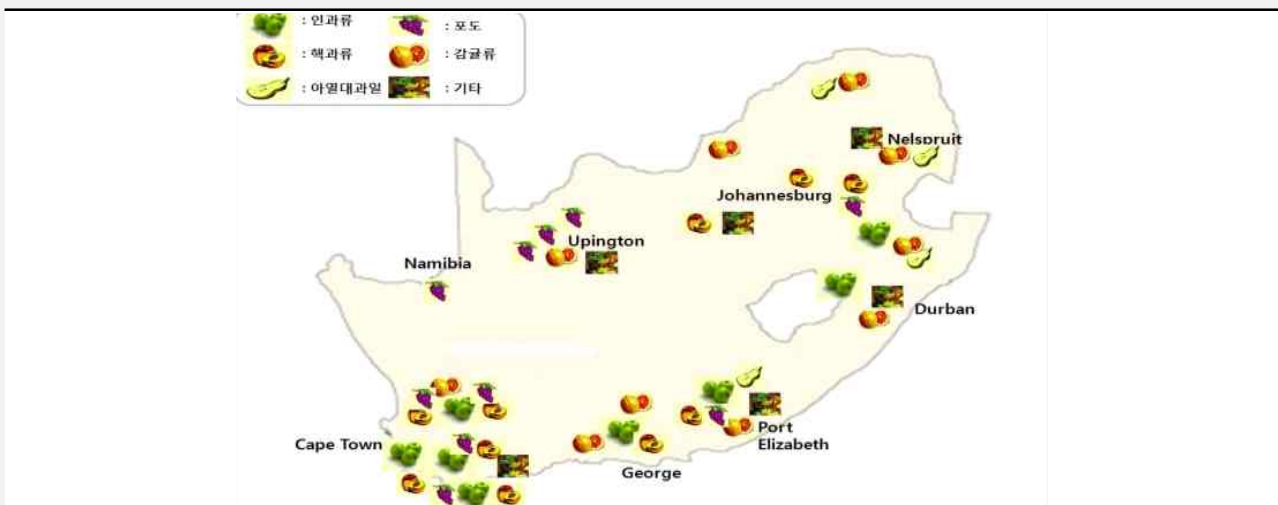 : 인과류
: 포도
: 핵과류
: 감귤류
: 아열대과일
: 기타
Nelspruit
Johannesburg
Upington
Namibia
Durban
Cape Town
Port
Elizabeth
George